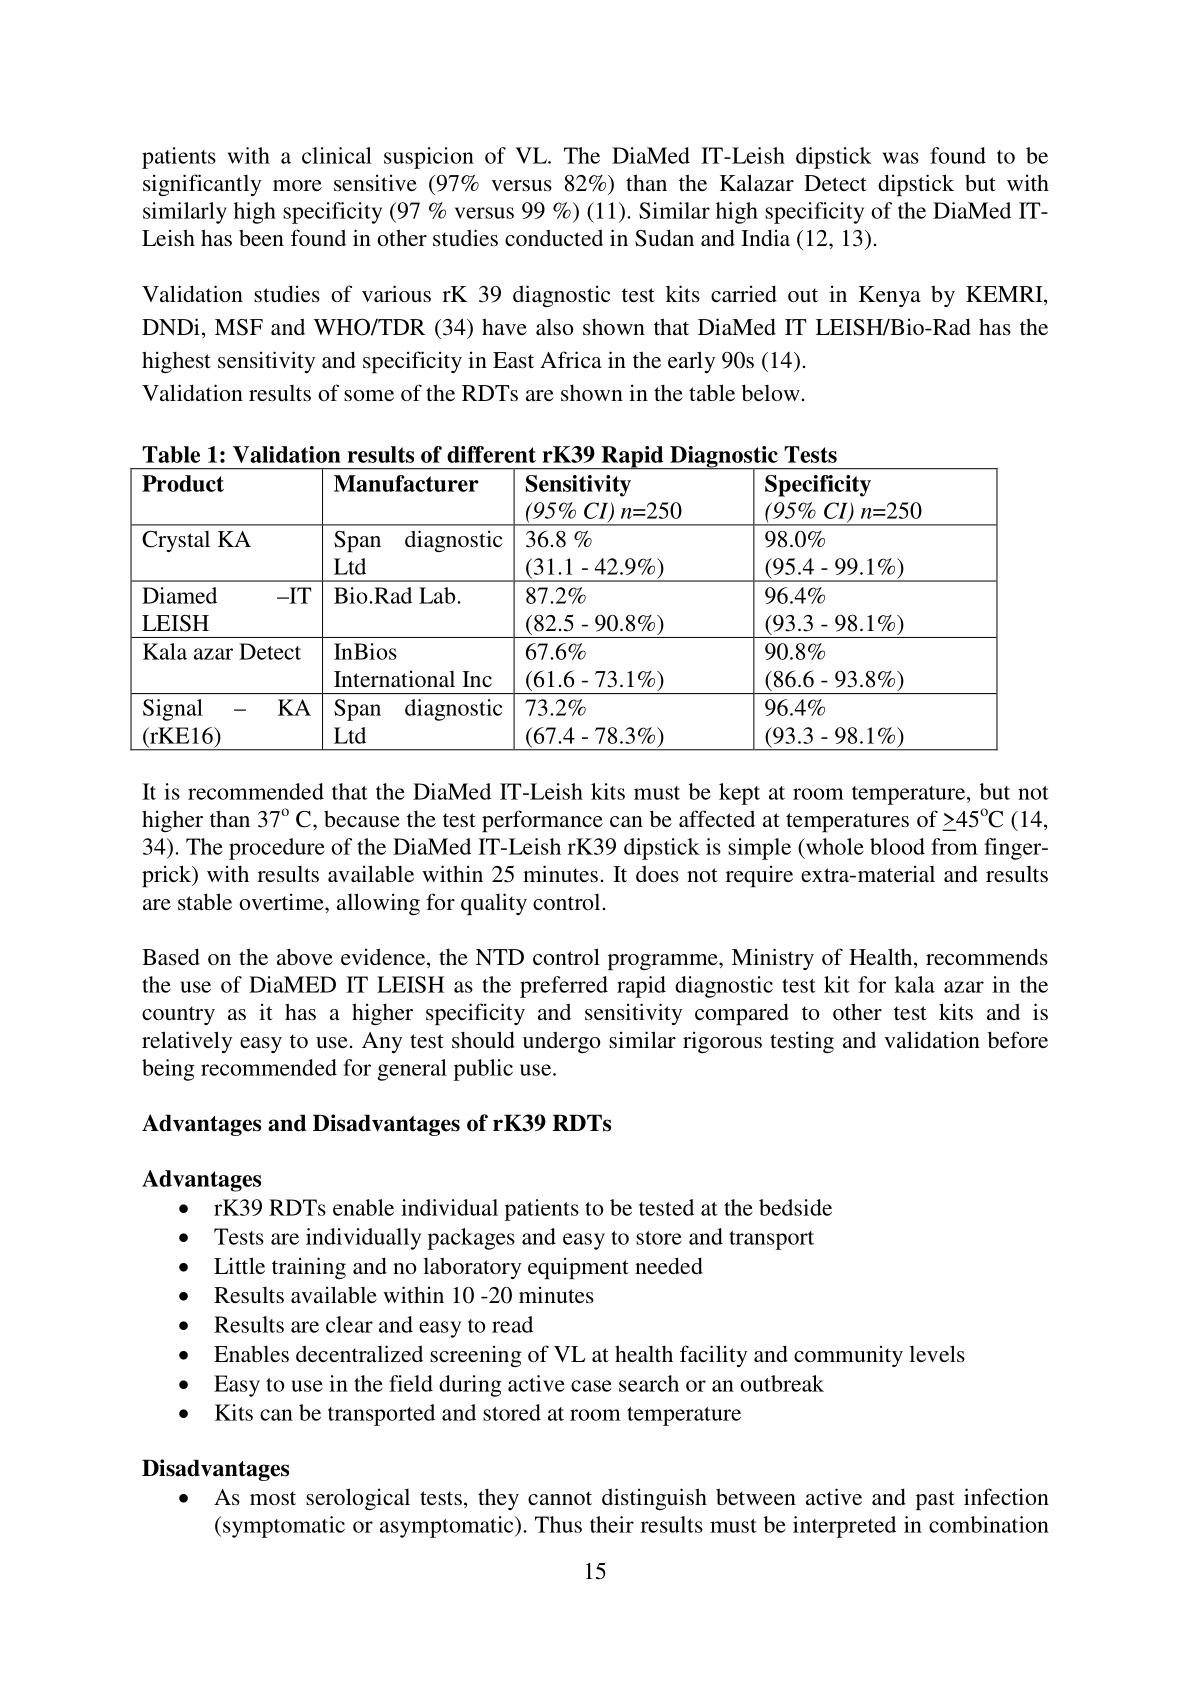 patients with a clinical suspicion of VL. The DiaMed IT-Leish dipstick was found to be
significantly more sensitive (97% versus 82%) than the Kalazar Detect dipstick but with
similarly high specificity (97 % versus 99 %) (11). Similar high specificity of the DiaMed IT-
Leish has been found in other studies conducted in Sudan and India (12, 13).
Validation studies of various rK 39 diagnostic test kits carried out in Kenya by KEMRI,
DNDi, MSF and WHO/TDR (34) have also shown that DiaMed IT LEISH/Bio-Rad has the
highest sensitivity and specificity in East Africa in the early 90s (14).
Validation results of some of the RDTs are shown in the table below.
Table 1: Validation results of different rK39 Rapid Diagnostic Tests
Product Manufacturer Sensitivity Specificity
(95% CI) n=250 (95% CI) n=250
Crystal KA Span diagnostic 36.8 % 98.0%
Ltd (31.1 - 42.9%) (95.4 - 99.1%)
Diamed –IT Bio.Rad Lab. 87.2% 96.4%
LEISH (82.5 - 90.8%) (93.3 - 98.1%)
Kala azar Detect InBios 67.6% 90.8%
International Inc (61.6 - 73.1%) (86.6 - 93.8%)
Signal – KA Span diagnostic 73.2% 96.4%
(rKE16) Ltd (67.4 - 78.3%) (93.3 - 98.1%)
It is recommended that the DiaMed IT-Leish kits must be kept at room temperature, but not
higher than 37º C, because the test performance can be affected at temperatures of ≥45ºC (14,
34). The procedure of the DiaMed IT-Leish rK39 dipstick is simple (whole blood from finger-
prick) with results available within 25 minutes. It does not require extra-material and results
are stable overtime, allowing for quality control.
Based on the above evidence, the NTD control programme, Ministry of Health, recommends
the use of DiaMED IT LEISH as the preferred rapid diagnostic test kit for kala azar in the
country as it has a higher specificity and sensitivity compared to other test kits and is
relatively easy to use. Any test should undergo similar rigorous testing and validation before
being recommended for general public use.
Advantages and Disadvantages of rK39 RDTs
Advantages
• rK39 RDTs enable individual patients to be tested at the bedside
• Tests are individually packages and easy to store and transport
• Little training and no laboratory equipment needed
• Results available within 10 -20 minutes
• Results are clear and easy to read
• Enables decentralized screening of VL at health facility and community levels
• Easy to use in the field during active case search or an outbreak
• Kits can be transported and stored at room temperature
Disadvantages
• As most serological tests, they cannot distinguish between active and past infection
(symptomatic or asymptomatic). Thus their results must be interpreted in combination
15